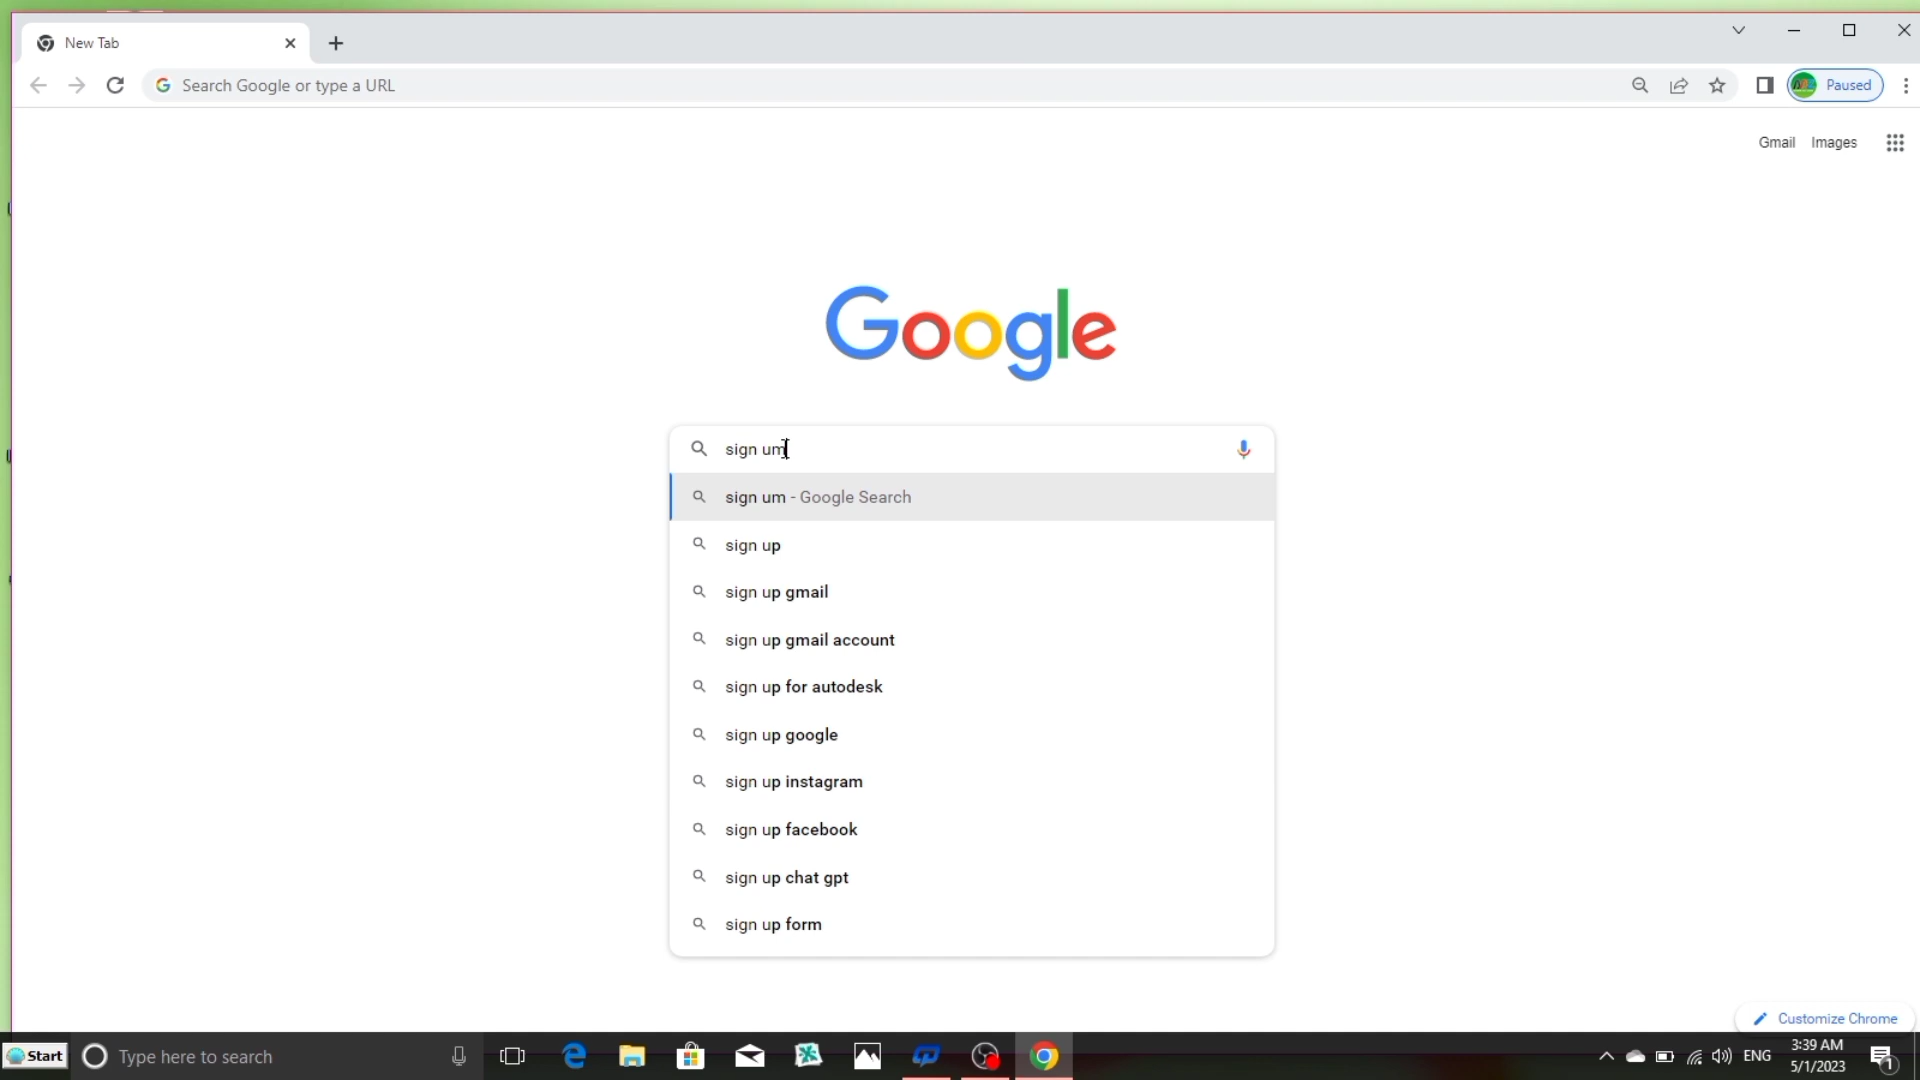 New Tab
Search Google or type a URL
Paused
Gmail Images
Google
sign um
sign um - Google Search
sign up
sign up gmail
sign up gmail account
sign up for autodesk
sign up google
sign up instagram
sign up facebook
sign up chat gpt
sign up form
Customize Chrome
Start
Type here to search
ENG
3:39 AM
5/1/2023
1